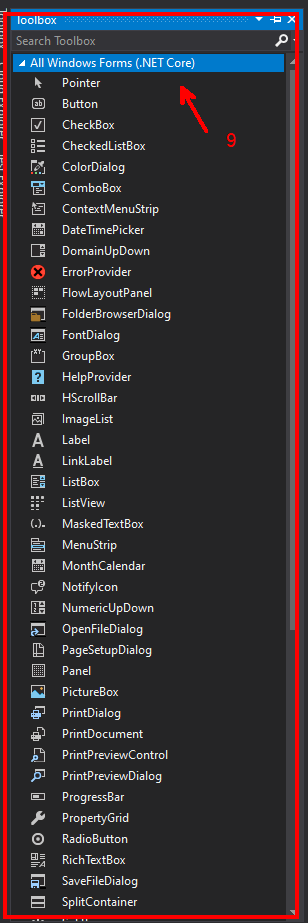 Toolbox
Search Toolbox
All Windows Forms (.NET Core)
Pointer
9
Button
CheckBox
CheckedListBox
ColorDialog
ComboBox
ContextMenuStrip
DateTimePicker
DomainUpDown
ErrorProvider
FlowLayoutPanel
FolderBrowserDialog
FontDialog
GroupBox
HelpProvider
HScrollBar
ImageList
Label
LinkLabel
ListBox
ListView
MaskedTextBox
MenuStrip
MonthCalendar
NotifyIcon
NumericUpDown
OpenFileDialog
PageSetupDialog
Panel
PictureBox
PrintDialog
PrintDocument
PrintPreviewControl
PrintPreviewDialog
ProgressBar
PropertyGrid
RadioButton
RichTextBox
SaveFileDialog
SplitContainer